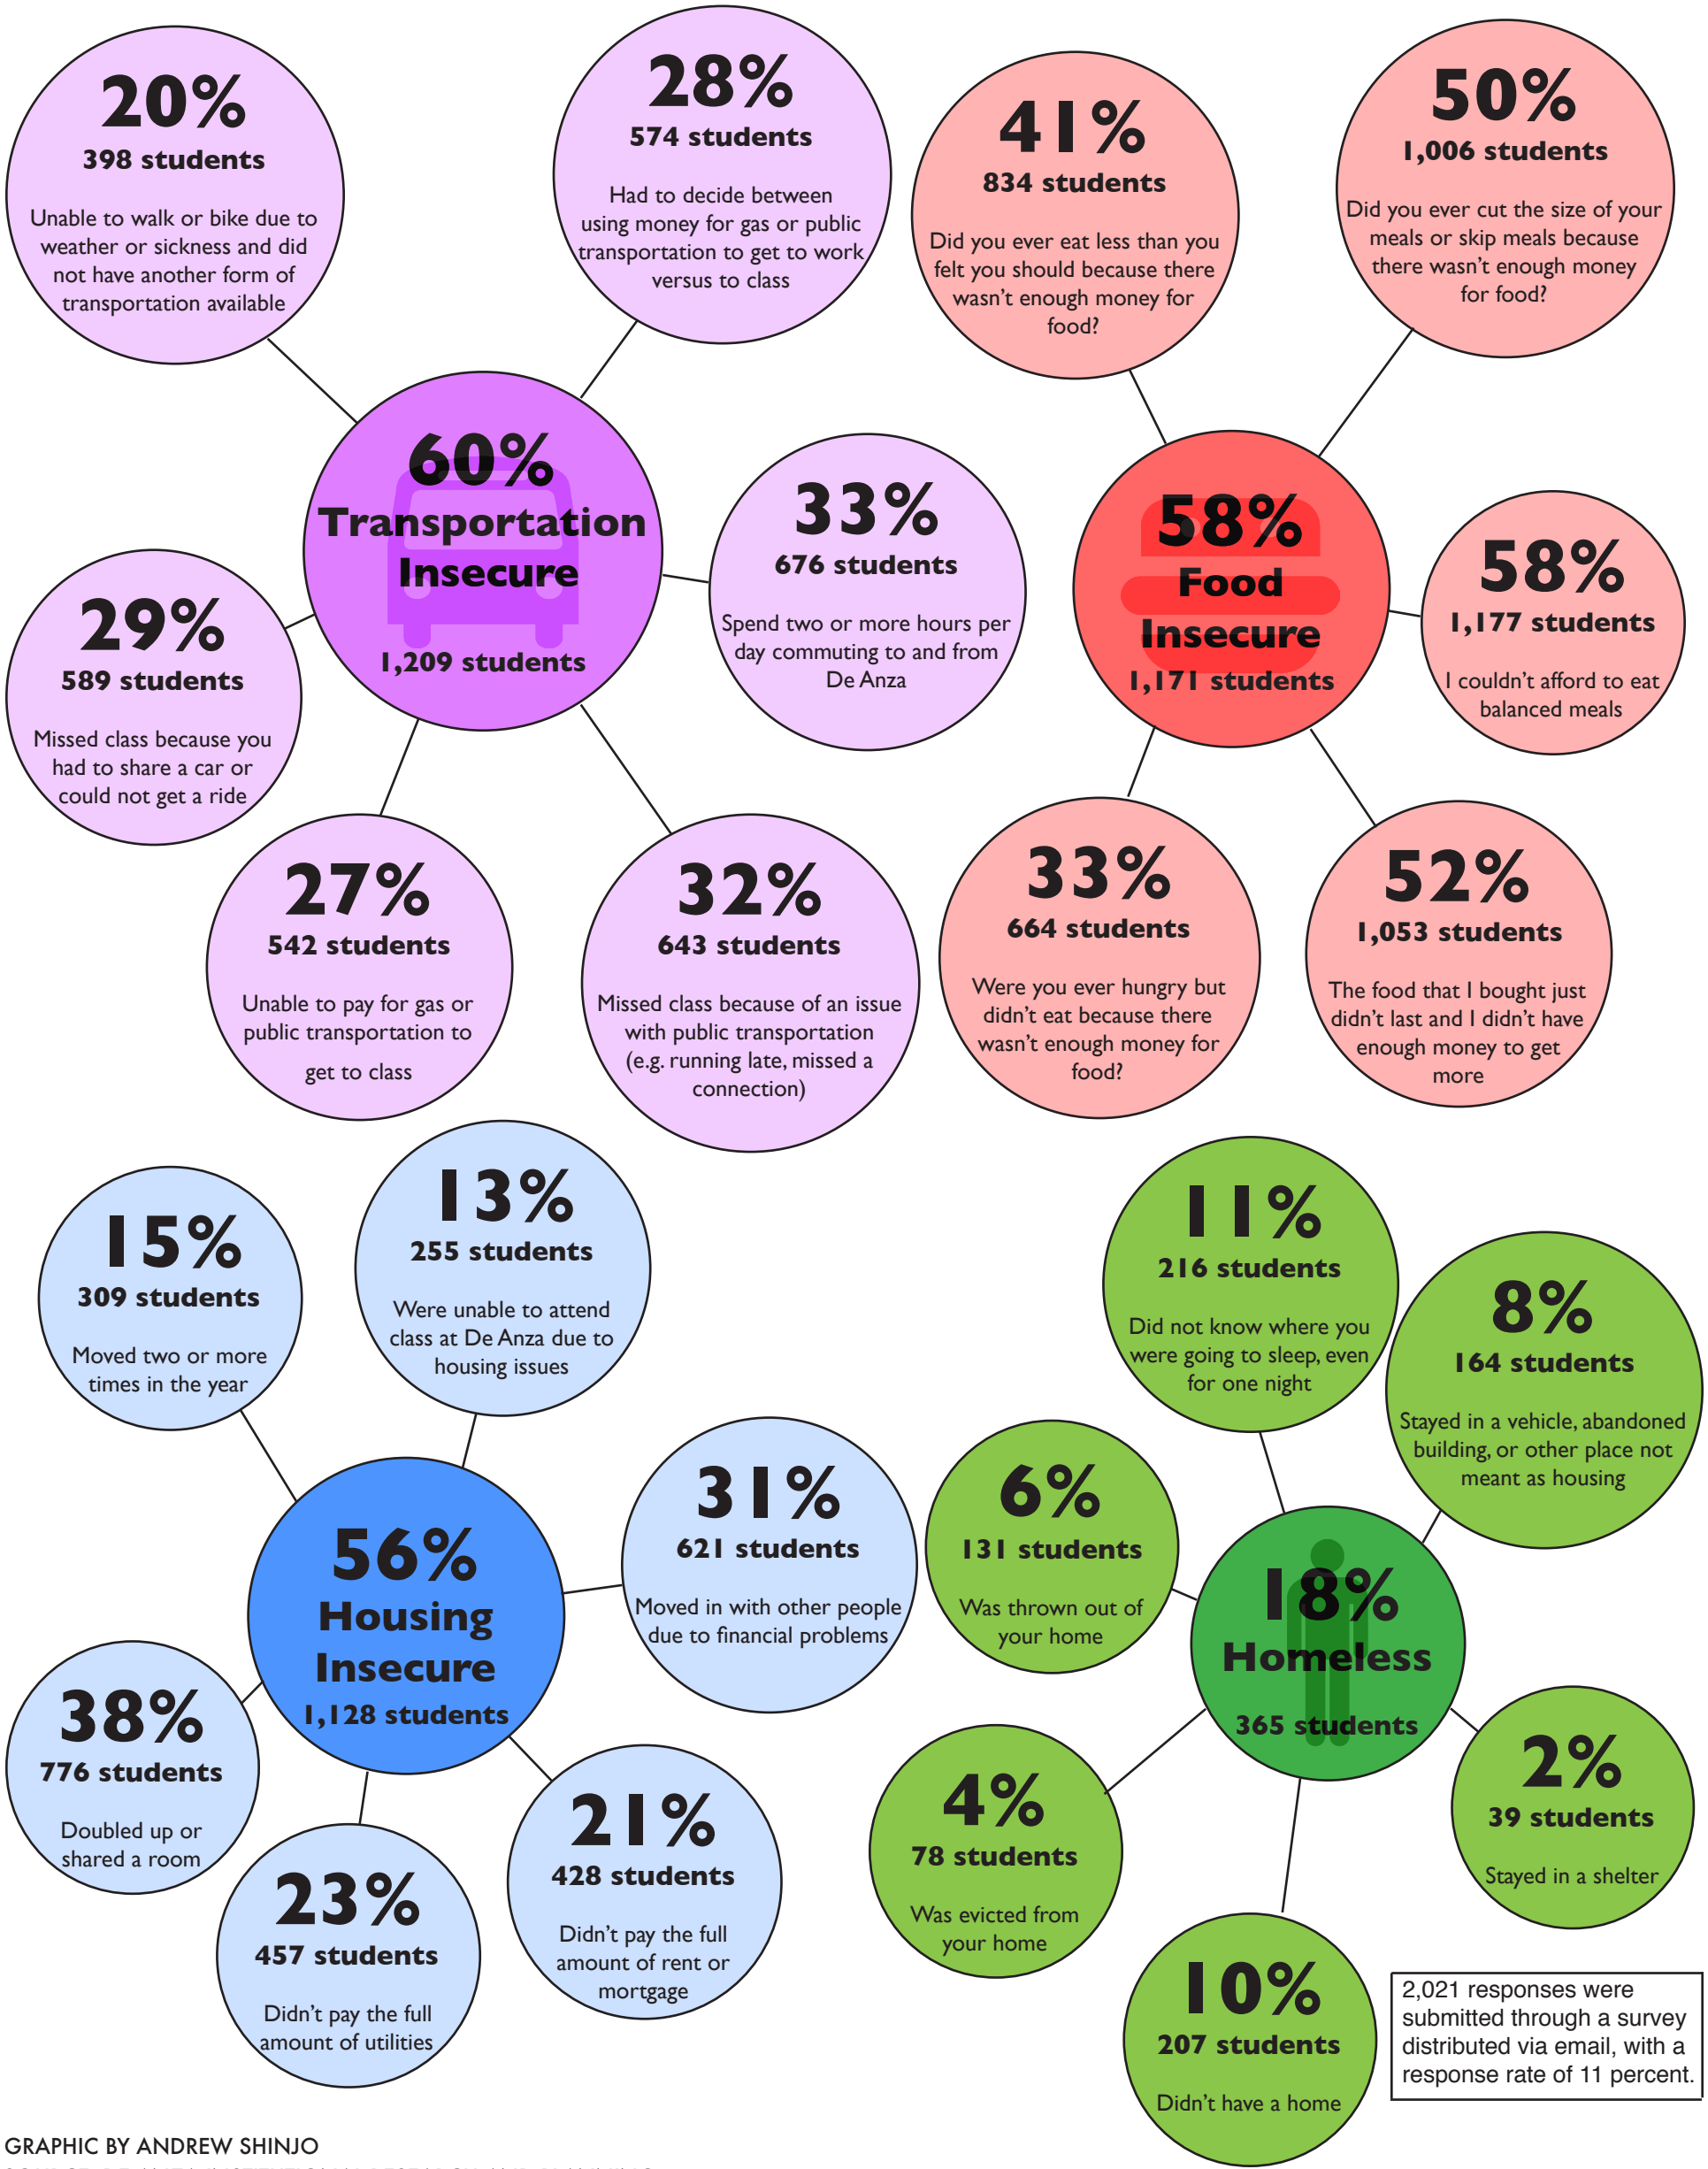 20%
398 students
Unable to walk or bike due to
weather or sickness and did
not have another form of
transportation available
28%
574 students
Had to decide between
using money for gas or public
transportation to get to work
versus to class
60%
Transportation
Insecure
1,209 students
33%
676 students
Spend two or more hours per
day commuting to and from
De Anza
29%
589 students
Missed class because you
had to share a car or
could not get a ride
27%
542 students
Unable to pay for gas or
public transportation to
get to class
32%
643 students
Missed class because of an issue
with public transportation
(e.g. running late, missed a
connection)
41%
834 students
Did you ever eat less than you
felt you should because there
wasn't enough money for
food?
50%
1,006 students
Did you ever cut the size of your
meals or skip meals because
there wasn't enough money
for food?
58%
Food
Insecure
1,171 students
58%
1,177 students
I couldn't afford to eat
balanced meals
33%
664 students
Were you ever hungry but
didn't eat because there
wasn't enough money for
food?
52%
1,053 students
The food that I bought just
didn't last and I didn't have
enough money to get
more
15%
309 students
Moved two or more
times in the year
13%
255 students
Were unable to attend
class at De Anza due to
housing issues
56%
Housing
Insecure
1,128 students
31%
621 students
Moved in with other people
due to financial problems
38%
776 students
Doubled up or
shared a room
23%
457 students
Didn't pay the full
amount of utilities
21%
428 students
Didn't pay the full
amount of rent or
mortgage
11%
216 students
Did not know where you
were going to sleep, even
for one night
8%
164 students
Stayed in a vehicle, abandoned
building, or other place not
meant as housing
6%
131 students
Was thrown out of
your home
18%
Homeless
365 students
4%
78 students
Was evicted from
your home
2%
39 students
Stayed in a shelter
10%
207 students
Didn't have a home
2,021 responses were
submitted through a survey
distributed via email, with a
response rate of 11 percent.
GRAPHIC BY ANDREW SHINJO